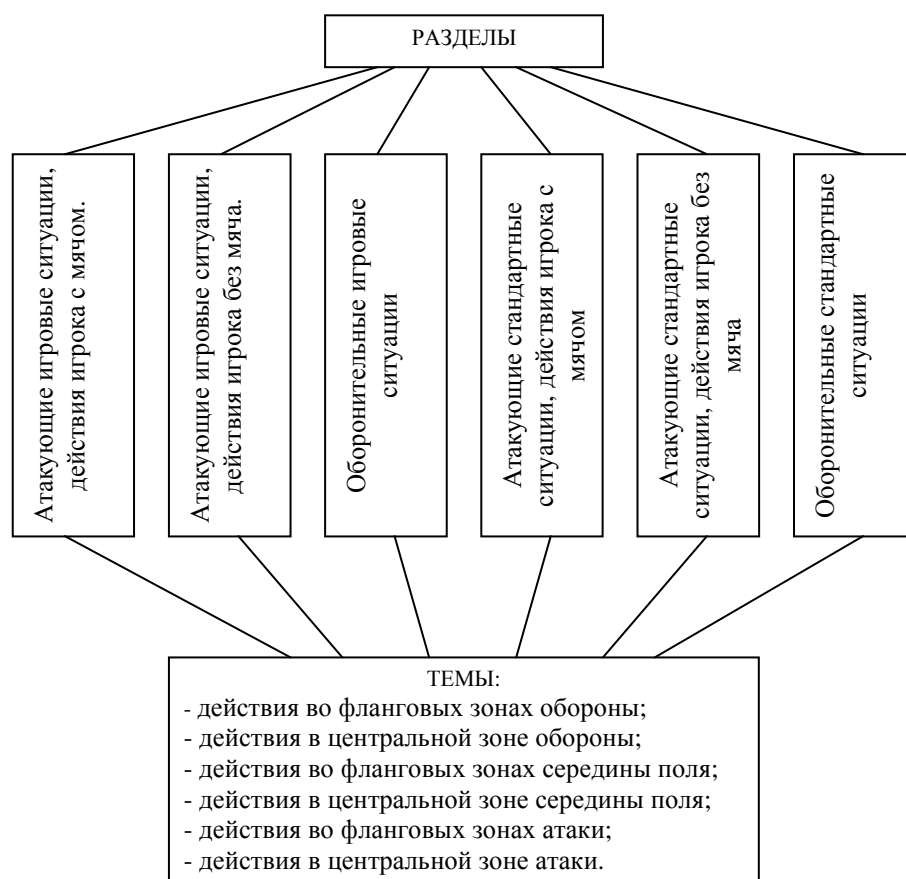 РАЗДЕЛЫ
Атакующие игровые ситуации,
действия игрока с мячом.
Атакующие игровые ситуации,
действия игрока без мяча.
Оборонительные игровые
ситуации
Атакующие стандартные
ситуации, действия игрока с
мячом
Атакующие стандартные
ситуации, действия игрока без
мяча
Оборонительные стандартные
ситуации
ТЕМЫ:
- действия во фланговых зонах обороны;
- действия в центральной зоне обороны;
- действия во фланговых зонах середины поля;
- действия в центральной зоне середины поля;
- действия во фланговых зонах атаки;
- действия в центральной зоне атаки.